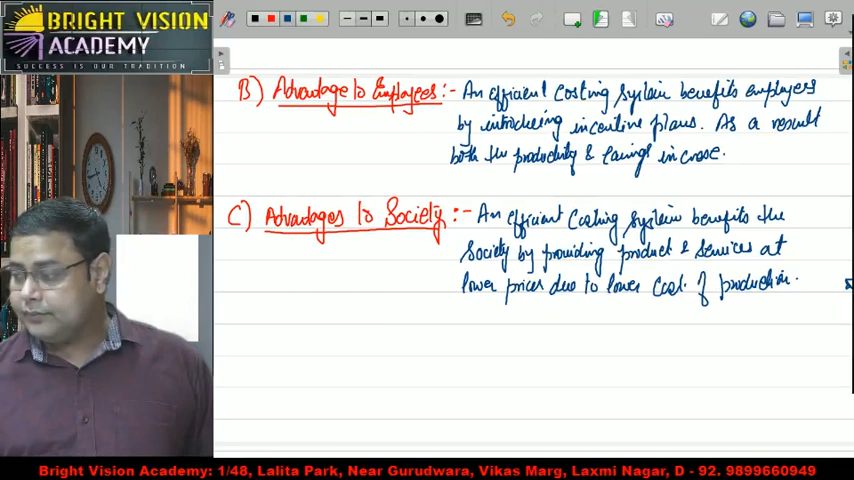 BRIGHT VISION
ACADEMY
SUCCESS IS OUR TRADITION
B) Advantage to Employees :- An efficient costing system benefits employees
by introducing incentive plans. As a result
both the productivity & earnings increase.
C) Advantages to Society :- An efficient Costing system benefits the
Society by providing product & services at
lower prices due to lower Cost of production.
Bright Vision Academy: 1/48, Lalita Park, Near Gurudwara, Vikas Marg, Laxmi Nagar, D - 92. 9899660949